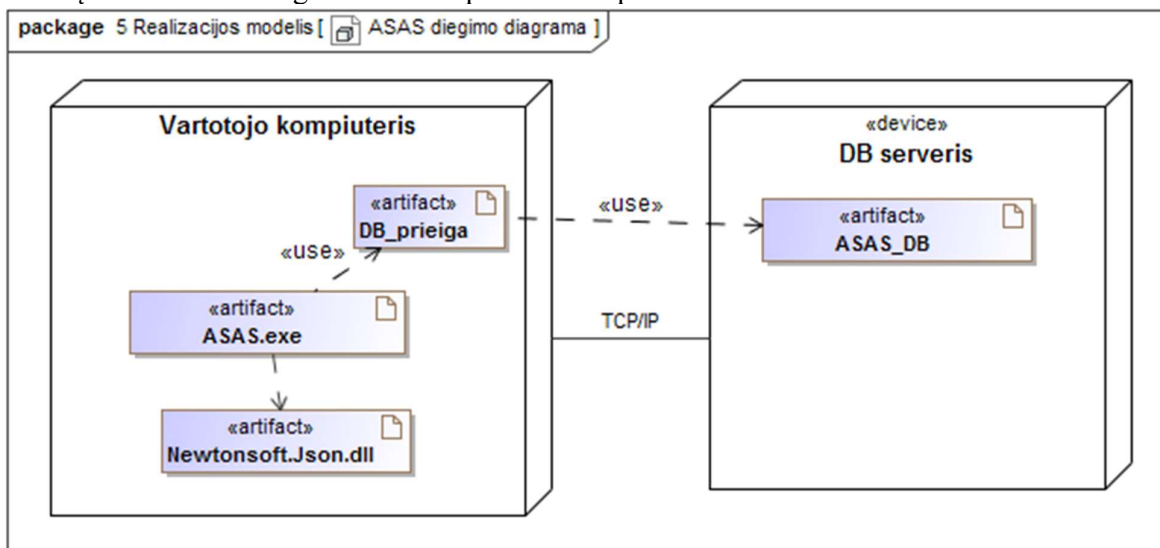 package 5 Realizacijos modelis [ ASAS diegimo diagrama ]
Vartotojo kompiuteris
«device»
DB serveris
«artifact»
DB_prieiga
«use»
«artifact»
ASAS_DB
«use»
«artifact»
ASAS.exe
TCP/IP
«artifact»
Newtonsoft.Json.dll